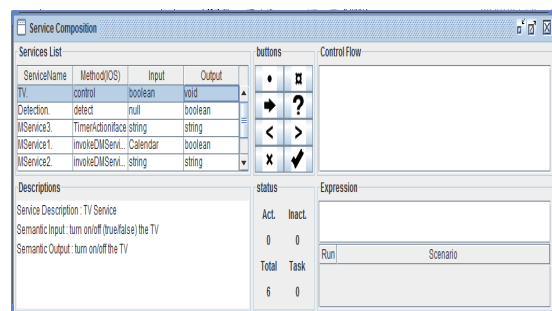 Service Composition
Services List
ServiceName Method(IOS) Input Output
TV. control boolean void
Detection. detect null boolean
MService3. TimerActioniface string string
MService1. invokeDMServi... Calendar boolean
MService2. invokeDMServi... string string
buttons
?
< >
Control Flow
Descriptions
Service Description : TV Service
Semantic Input : turn on/off (true/false) the TV
Semantic Output : turn on/off the TV
status
Act. Inact.
0 0
Total Task
6 0
Expression
Run Scenario